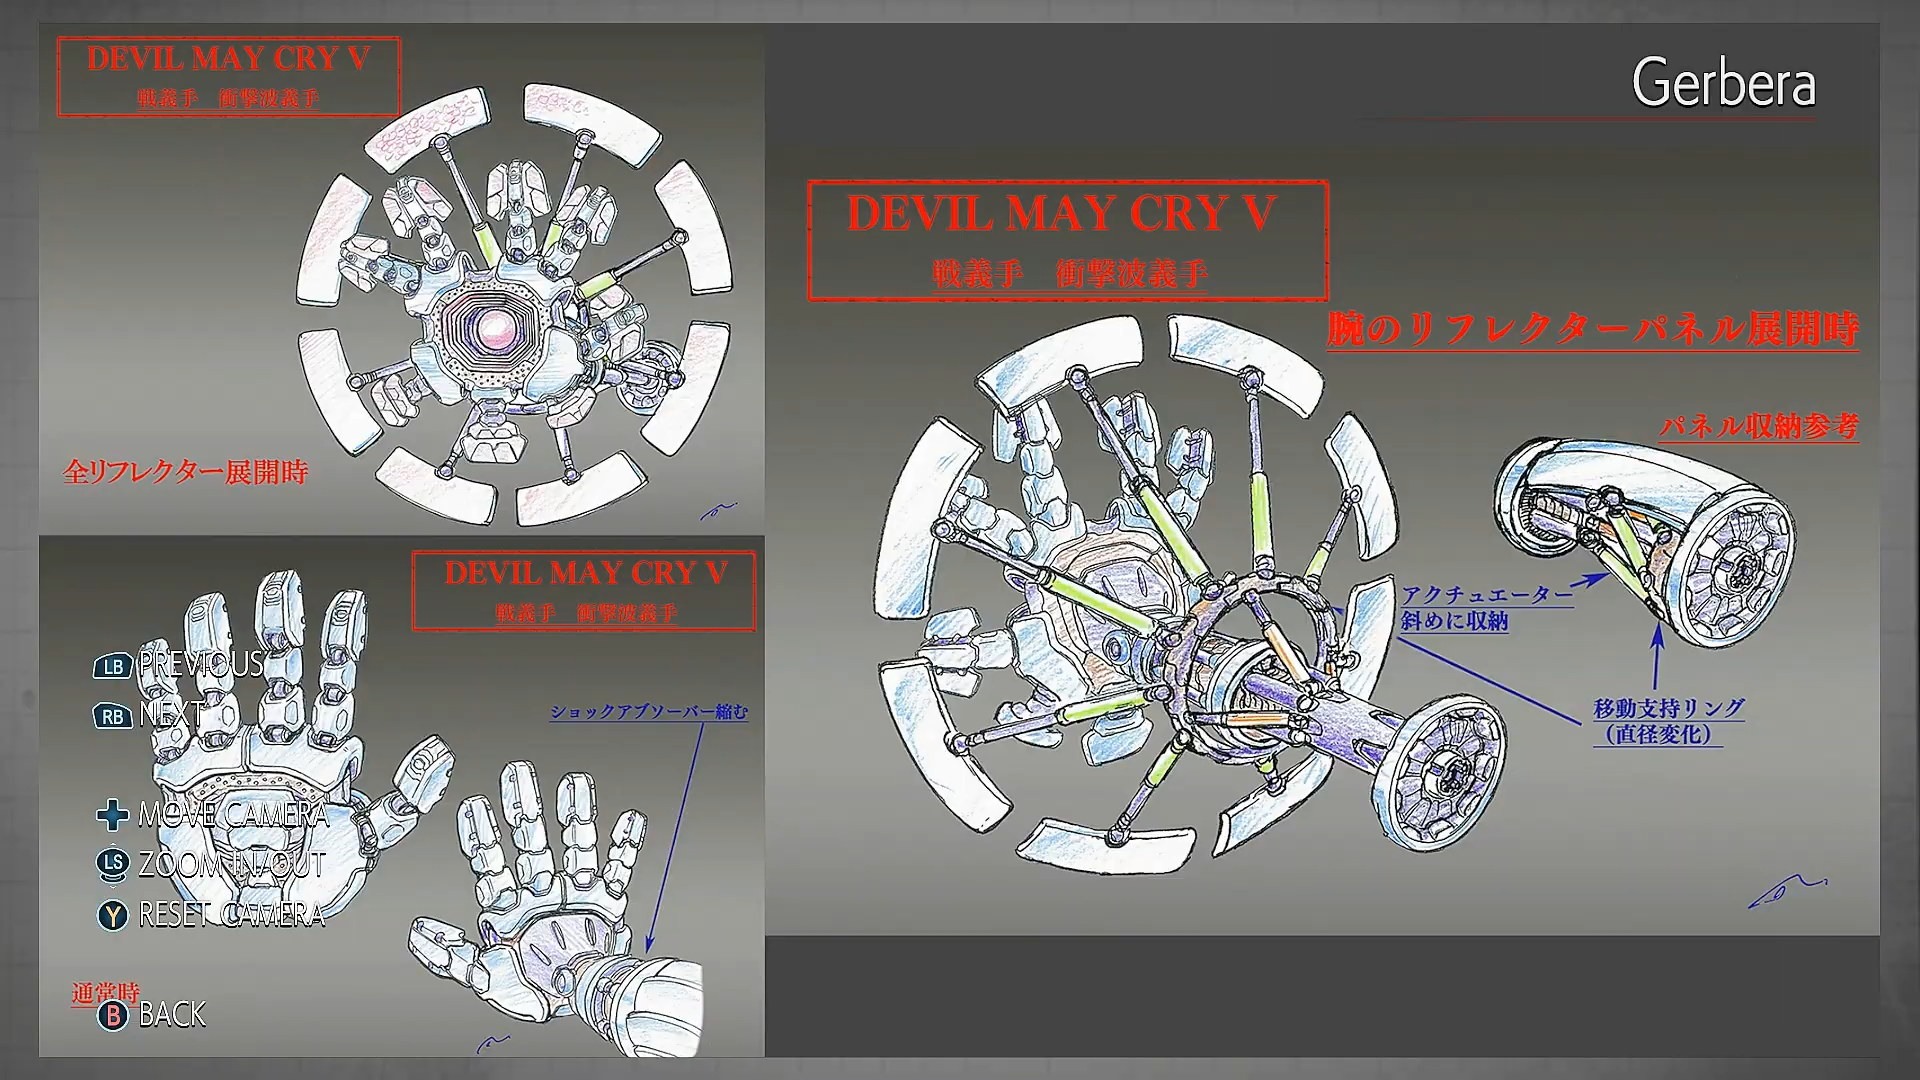 DEVIL MAY CRY V
戦義手 衝撃波義手
全リフレクター展開時
DEVIL MAY CRY V
戦義手 衝撃波義手
ショックアブソーバー縮む
LB PREVIOUS
RB NEXT
MOVE CAMERA
LS ZOOM IN/OUT
Y RESET CAMERA
通常時
B BACK
Gerbera
DEVIL MAY CRY V
戦義手 衝撃波義手
腕のリフレクターパネル展開時
パネル収納参考
アクチュエーター
斜めに収納
移動支持リング
(直径変化)